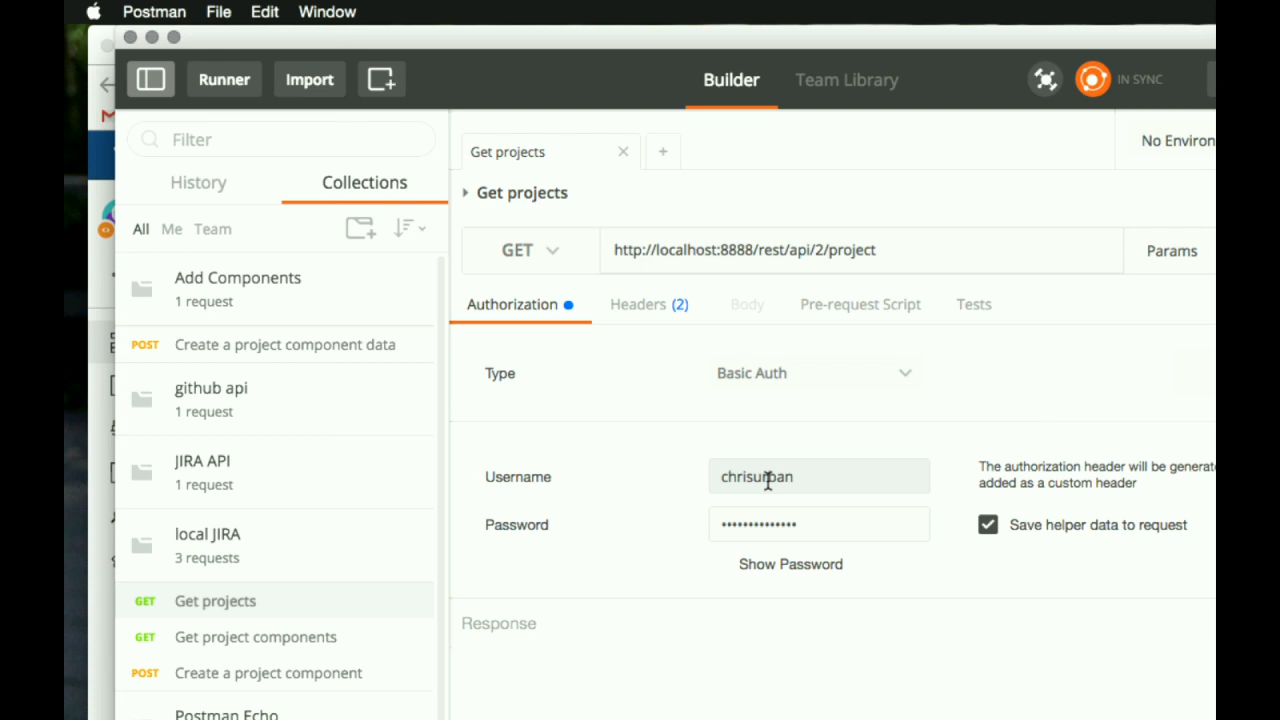 Postman File Edit Window
Runner Import
Builder Team Library
IN SYNC
Filter
History Collections
All Me Team
Add Components
1 request
POST Create a project component data
github api
1 request
JIRA API
1 request
local JIRA
3 requests
GET Get projects
GET Get project components
POST Create a project component
Postman Echo
Get projects
No Environ
Get projects
GET http://localhost:8888/rest/api/2/project Params
Authorization Headers (2) Body Pre-request Script Tests
Type Basic Auth
Username
The authorization header will be generat
added as a custom header
Password ••••••••••••••
Save helper data to request
Show Password
Response